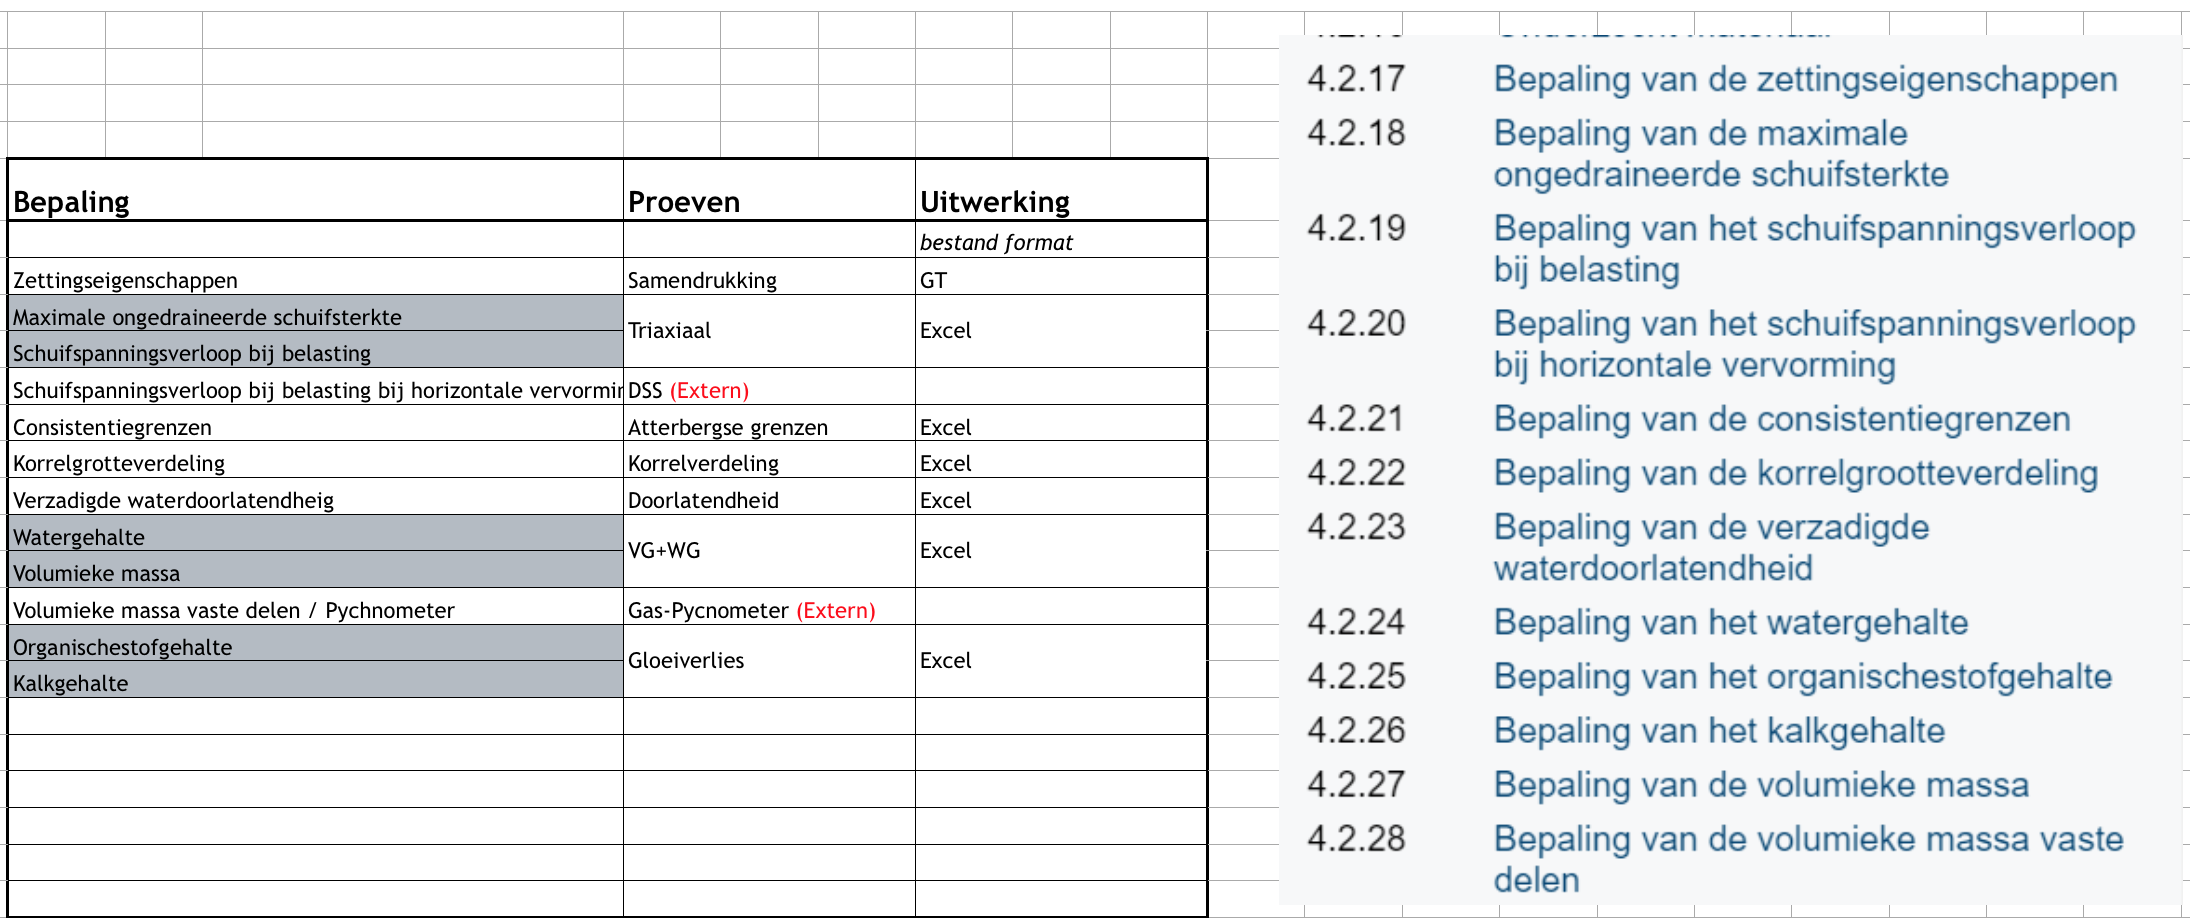 Bepaling Proeven Uitwerking
bestand format
Zettingseigenschappen Samendrukking GT
Maximale ongedraineerde schuifsterkte
Triaxiaal Excel
Schuifspanningsverloop bij belasting
Schuifspanningsverloop bij belasting bij horizontale DSS (Extern)
Consistentiegrenzen Atterbergse grenzen Excel
Korrelgrotteverdeling Korrelverdeling Excel
Verzadigde waterdoorlatendheig Doorlatendheid Excel
Watergehalte
VG+WG Excel
Volumieke massa
Volumieke massa vaste delen / Pychnometer Gas-Pycnometer (Extern)
Organischestofgehalte
Gloeiverlies Excel
Kalkgehalte
4.2.17 Bepaling van de zettingseigenschappen
4.2.18 Bepaling van de maximale
ongedraineerde schuifsterkte
4.2.19 Bepaling van het schuifspanningsverloop
bij belasting
4.2.20 Bepaling van het schuifspanningsverloop
bij horizontale vervorming
4.2.21 Bepaling van de consistentiegrenzen
4.2.22 Bepaling van de korrelgrootteverdeling
4.2.23 Bepaling van de verzadigde
waterdoorlatendheid
4.2.24 Bepaling van het watergehalte
4.2.25 Bepaling van het organischestofgehalte
4.2.26 Bepaling van het kalkgehalte
4.2.27 Bepaling van de volumieke massa
4.2.28 Bepaling van de volumieke massa vaste
delen